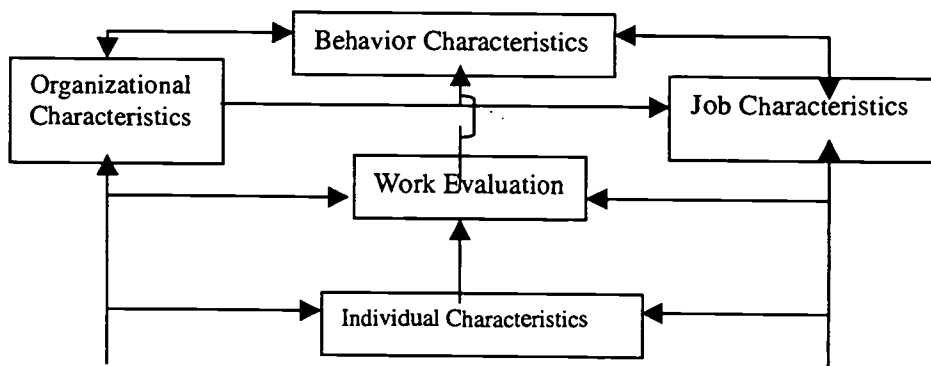 Behavior Characteristics
Organizational
Characteristics
Job Characteristics
Work Evaluation
Individual Characteristics